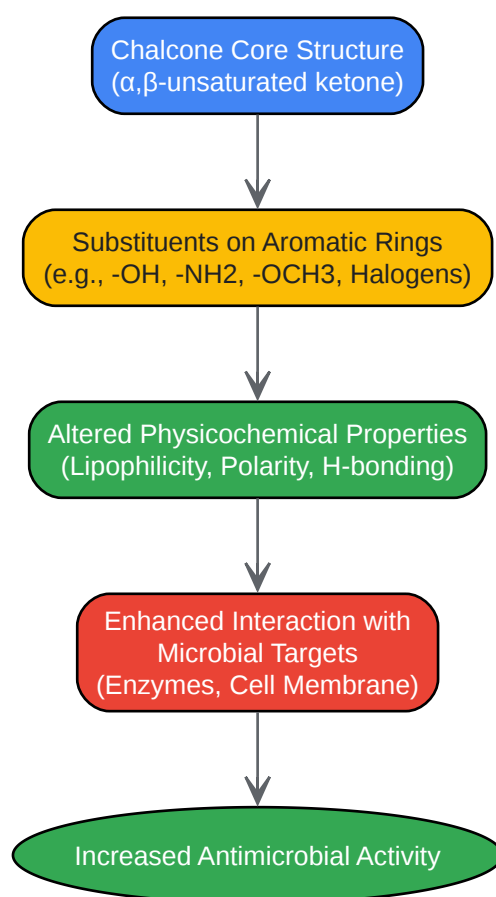 Chalcone Core Structure
(α,β-unsaturated ketone)
Substituents on Aromatic Rings
(e.g., -OH, -NH2, -OCH3, Halogens)
Altered Physicochemical Properties
(Lipophilicity, Polarity, H-bonding)
Enhanced Interaction with
Microbial Targets
(Enzymes, Cell Membrane)
Increased Antimicrobial Activity